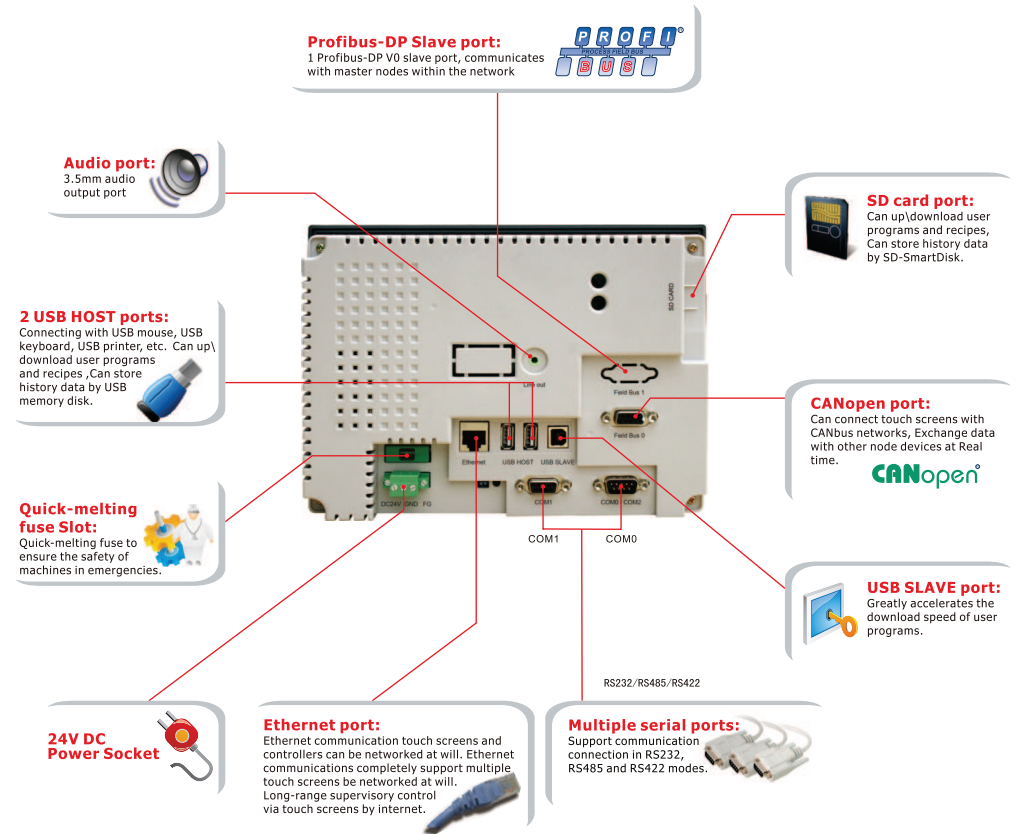 Profibus-DP Slave port:
1 Profibus-DP V0 slave port, communicates
with master nodes within the network
PROFI
PROCESS FIELD BUS
BUS
®
Audio port:
3.5mm audio
output port
SD card port:
Can up\download user
programs and recipes,
Can store history data
by SD-SmartDisk.
2 USB HOST ports:
Connecting with USB mouse, USB
keyboard, USB printer, etc. Can up\
download user programs
and recipes ,Can store
history data by USB
memory disk.
SD CARD
Line out
Field Bus 1
Field Bus 0
Ethernet
USB HOST
USB SLAVE
DC24V GND FG
COM1
COM0 COM2
COM1
COM0
CANopen port:
Can connect touch screens with
CANbus networks, Exchange data
with other node devices at Real
time.
CANopen
Quick-melting
fuse Slot:
Quick-melting fuse to
ensure the safety of
machines in emergencies.
USB SLAVE port:
Greatly accelerates the
download speed of user
programs.
RS232/RS485/RS422
24V DC
Power Socket
Ethernet port:
Ethernet communication touch screens and
controllers can be networked at will. Ethernet
communications completely support multiple
touch screens be networked at will.
Long-range supervisory control
via touch screens by internet.
Multiple serial ports:
Support communication
connection in RS232,
RS485 and RS422 modes.